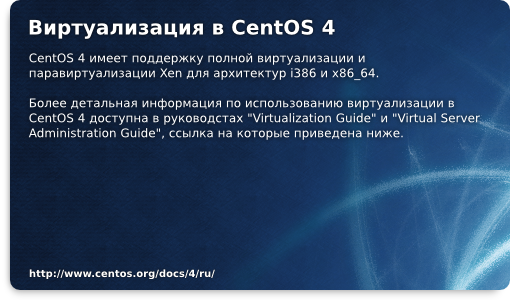 Виртуализация в CentOS 4
CentOS 4 имеет поддержку полной виртуализации и
паравиртуализации Xen для архитектур i386 и x86_64.
Более детальная информация по использованию виртуализации в
CentOS 4 доступна в руководстах "Virtualization Guide" и "Virtual Server
Administration Guide", ссылка на которые приведена ниже.
http://www.centos.org/docs/4/ru/